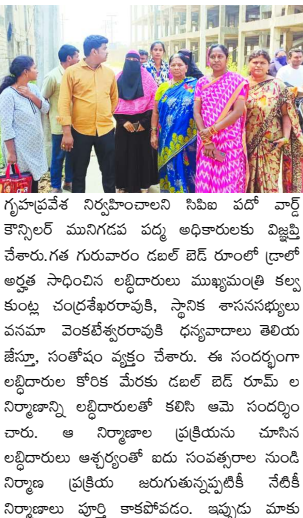 గృహప్రవేశ నిర్వహించాలని సిపిఐ పదో వార్డ్
కౌన్సిలర్ మునిగడప పద్మ అధికారులకు విజ్ఞప్తి
చేశారు.గత గురువారం డబల్ బెడ్ రూంలో డ్రాలో
అర్హత సాధించిన లబ్ధిదారులు ముఖ్యమంత్రి కల్వ
కుంట్ల చంద్రశేఖరరావుకి, స్థానిక శాసనసభ్యులు
వనమా వెంకటేశ్వరరావుకి ధన్యవాదాలు తెలియ
జేస్తూ, సంతోషం వ్యక్తం చేశారు. ఈ సందర్భంగా
లబ్ధిదారుల కోరిక మేరకు డబల్ బెడ్ రూమ్ ల
నిర్మాణాన్ని లబ్ధిదారులతో కలిసి ఆమె సందర్శిం
చారు. ఆ నిర్మాణాల ప్రక్రియను చూసిన
లబ్ధిదారులు ఆశ్చర్యంతో ఐదు సంవత్సరాల నుండి
నిర్మాణ ప్రక్రియ జరుగుతున్నప్పటికీ నేటికీ
నిర్మాణాలు పూర్తి కాకపోవడం. ఇప్పుడు మాకు